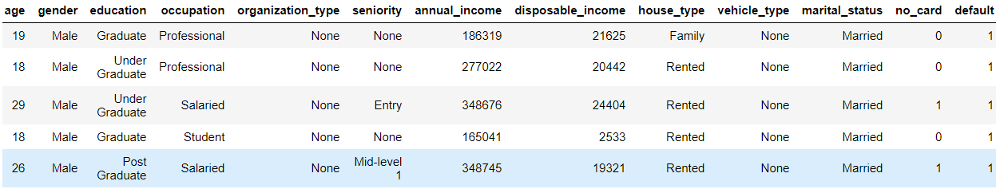 age gender education occupation organization_type seniority annual_income disposable_income house_type vehicle_type marital_status no_card default
19 Male Graduate Professional None None 186319 21625 Family None Married 0 1
18 Male Under Graduate Professional None None 277022 20442 Rented None Married 0 1
29 Male Under Graduate Salaried None Entry 348676 24404 Rented None Married 1 1
18 Male Graduate Student None None 165041 2533 Rented None Married 0 1
26 Male Post Graduate Salaried None Mid-level 1 348745 19321 Rented None Married 1 1